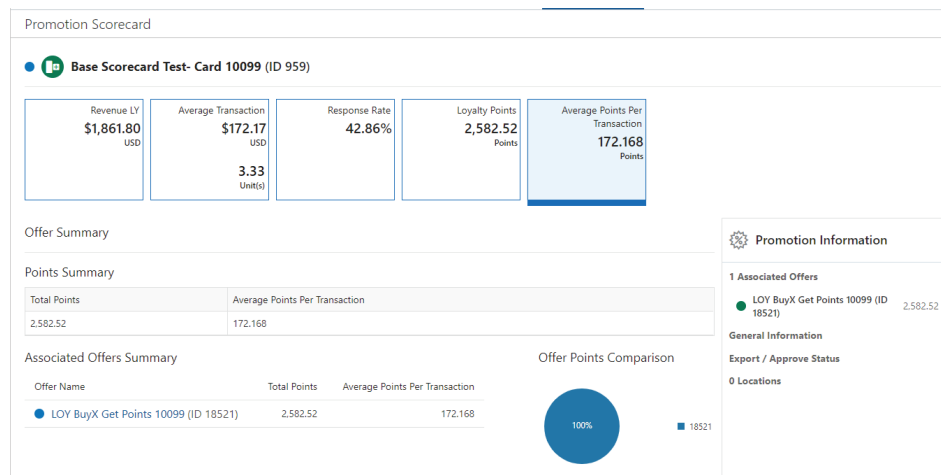 Promotion Scorecard
Base Scorecard Test- Card 10099 (ID 959)
Revenue LY
$1,861.80
USD
Average Transaction
$172.17
USD
3.33
Unit(s)
Response Rate
42.86%
Loyalty Points
2,582.52
Points
Average Points Per
Transaction
172.168
Points
Offer Summary
Points Summary
Total Points Average Points Per Transaction
2,582.52 172.168
Associated Offers Summary
Offer Name Total Points Average Points Per Transaction
LOY BuyX Get Points 10099 (ID 18521) 2,582.52 172.168
Offer Points Comparison
100%
18521
Promotion Information
1 Associated Offers
LOY BuyX Get Points 10099 (ID
18521)
2,582.52
General Information
Export / Approve Status
0 Locations